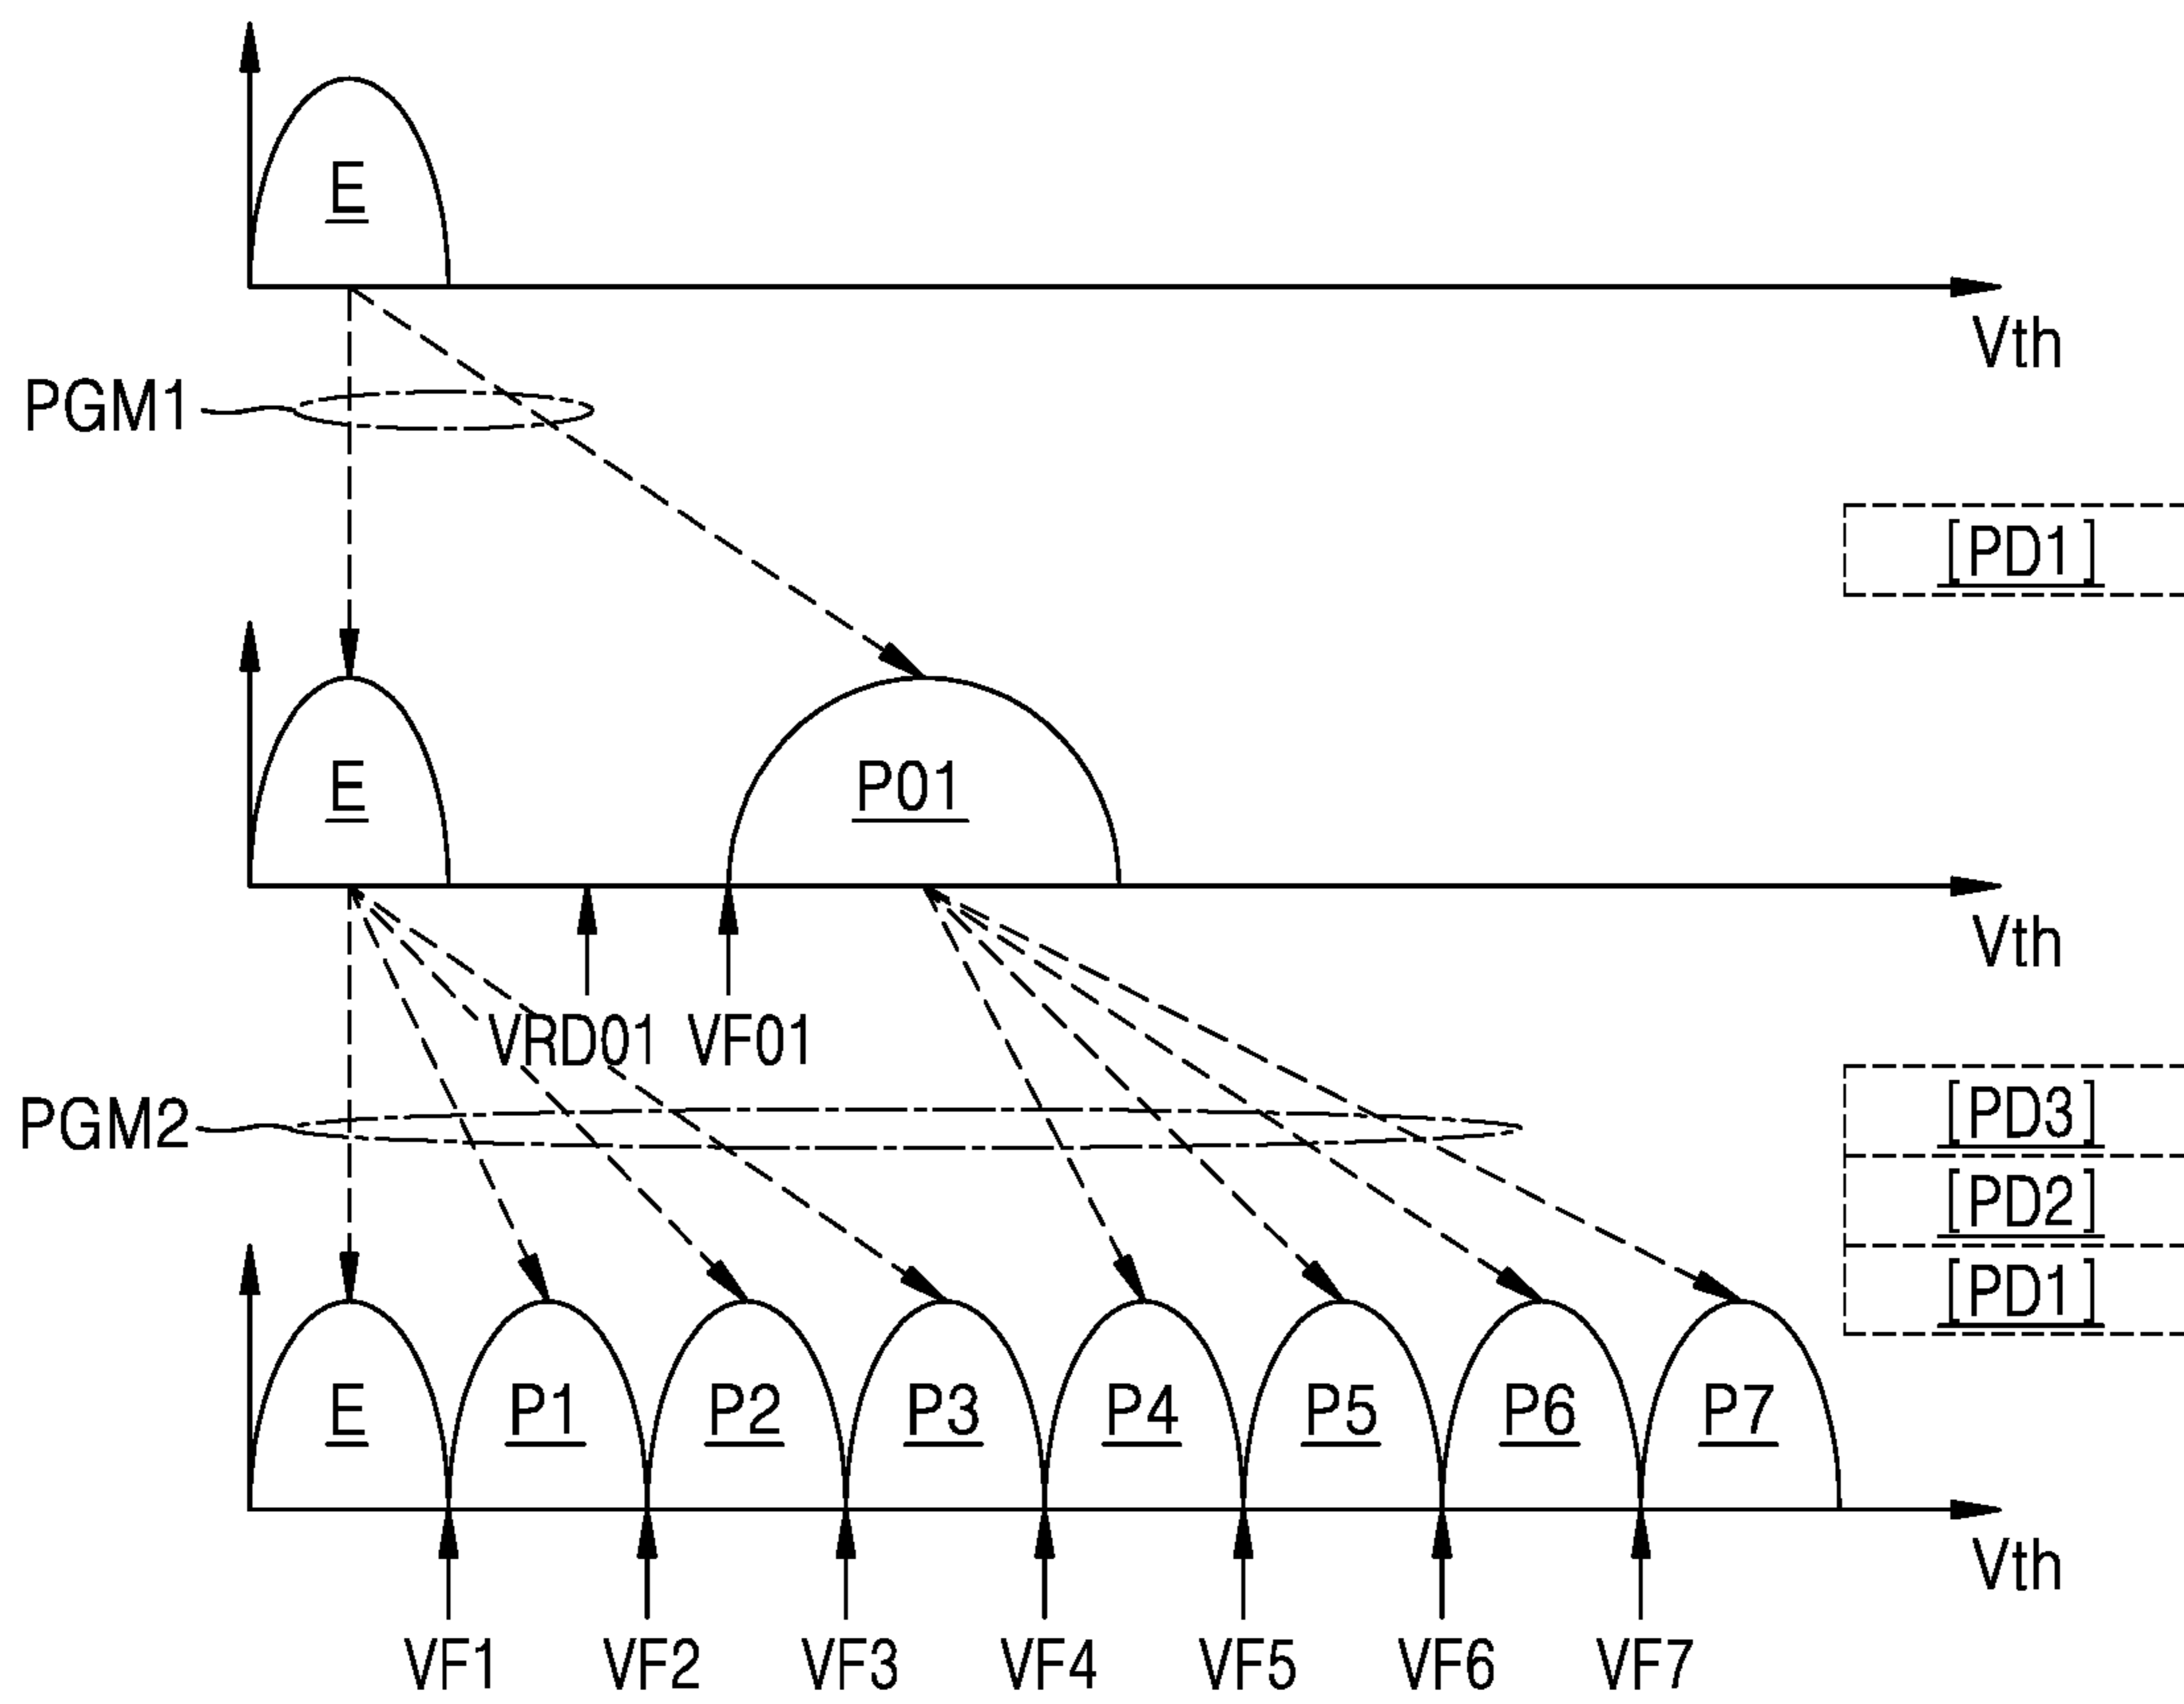 E
Vth
PGM1
[PD1]
E P01
Vth
VRD01 VF01
PGM2
[PD3]
[PD2]
[PD1]
E P1 P2 P3 P4 P5 P6 P7
Vth
VF1 VF2 VF3 VF4 VF5 VF6 VF7